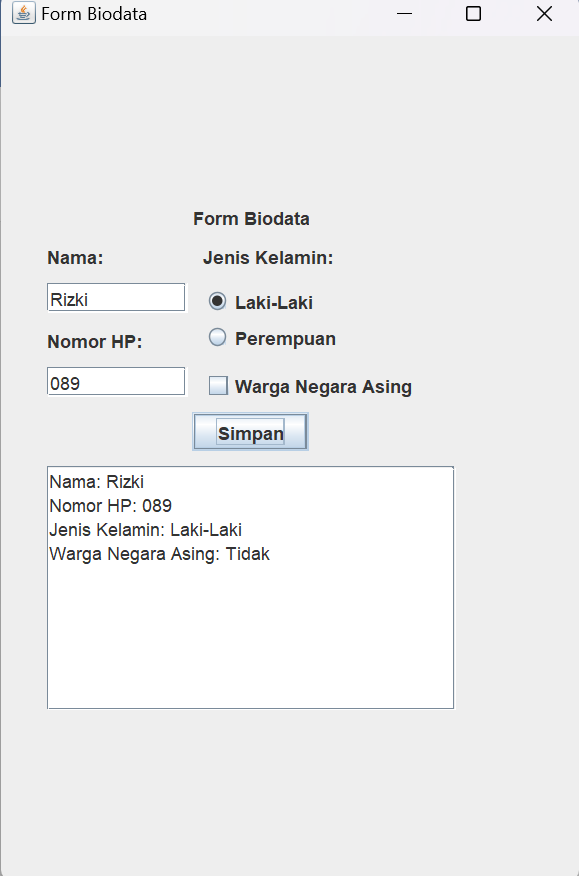 Form Biodata
Form Biodata
Nama:
Jenis Kelamin:
Rizki
Laki-Laki
Nomor HP:
Perempuan
089
Warga Negara Asing
Simpan
Nama: Rizki
Nomor HP: 089
Jenis Kelamin: Laki-Laki
Warga Negara Asing: Tidak